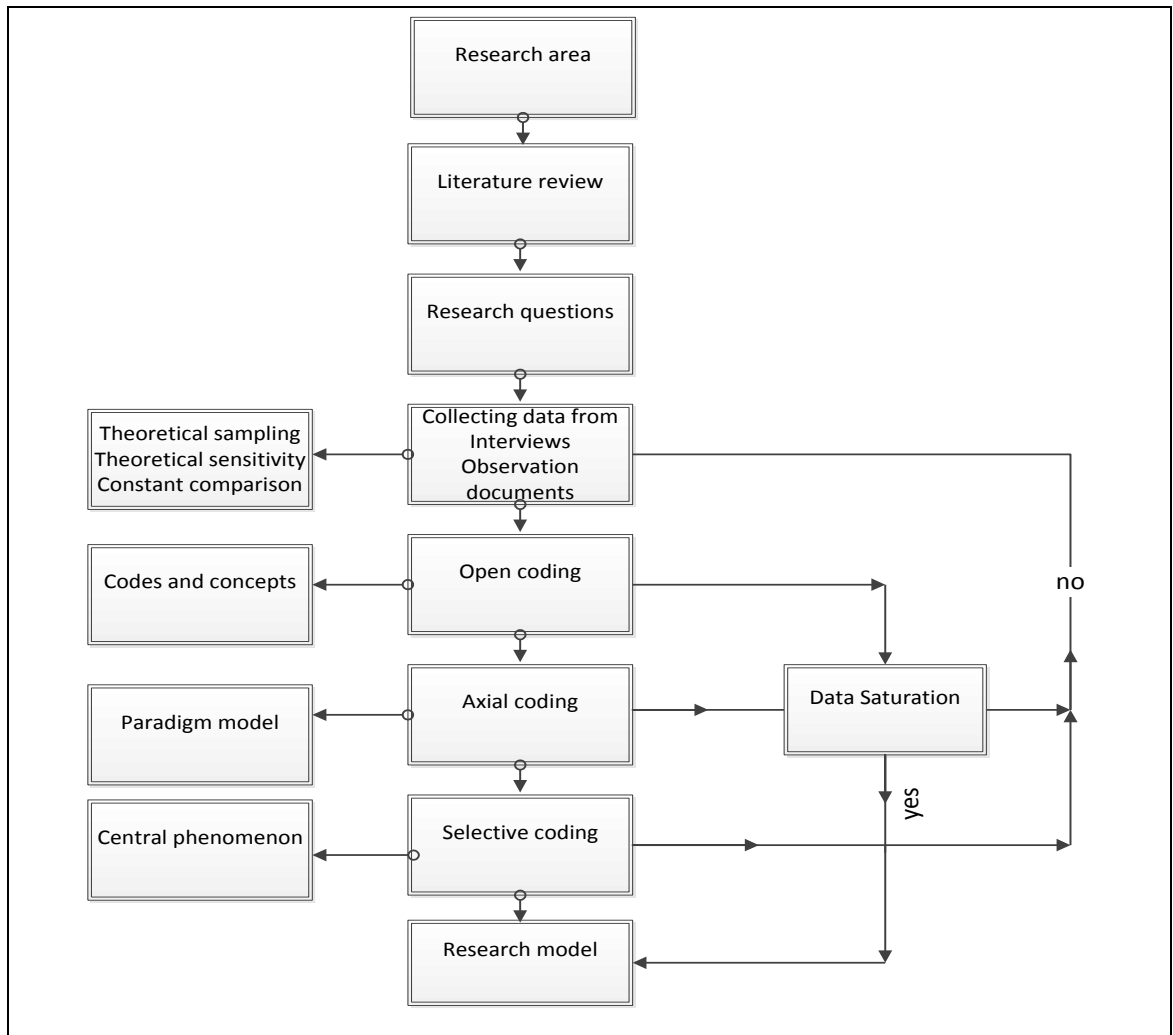 Research area
Literature review
Research questions
Theoretical sampling
Theoretical sensitivity
Constant comparison
Collecting data from
Interviews
Observation
documents
Codes and concepts
Open coding
no
Paradigm model
Axial coding
Data Saturation
yes
Central phenomenon
Selective coding
Research model